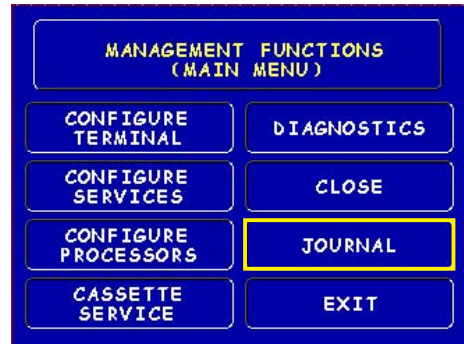 MANAGEMENT FUNCTIONS
(MAIN MENU)
CONFIGURE
TERMINAL
DIAGNOSTICS
CONFIGURE
SERVICES
CLOSE
CONFIGURE
PROCESSORS
JOURNAL
CASSETTE
SERVICE
EXIT